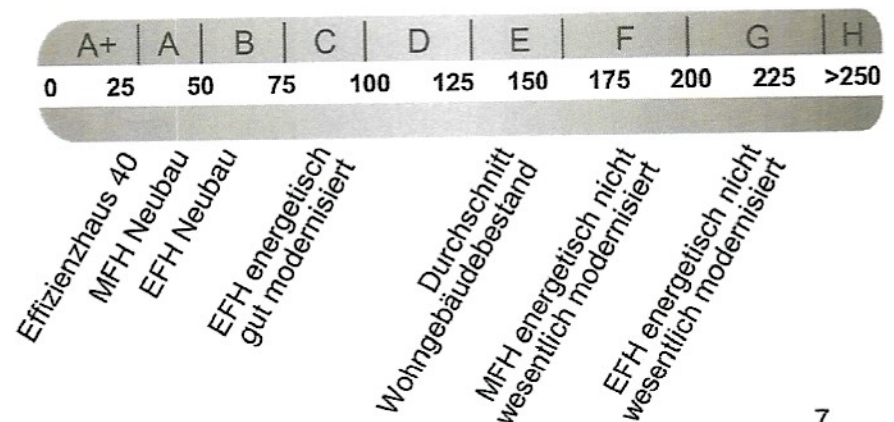 A+ | A | B | C | D | E | F | G | H
0 25 50 75 100 125 150 175 200 225 >250
Effizienzhaus 40
MFH Neubau
EFH Neubau
EFH energetisch
gut modernisiert
Durchschnitt
Wohngebäudebestand
MFH energetisch nicht
wesentlich modernisiert
EFH energetisch nicht
wesentlich modernisiert
7